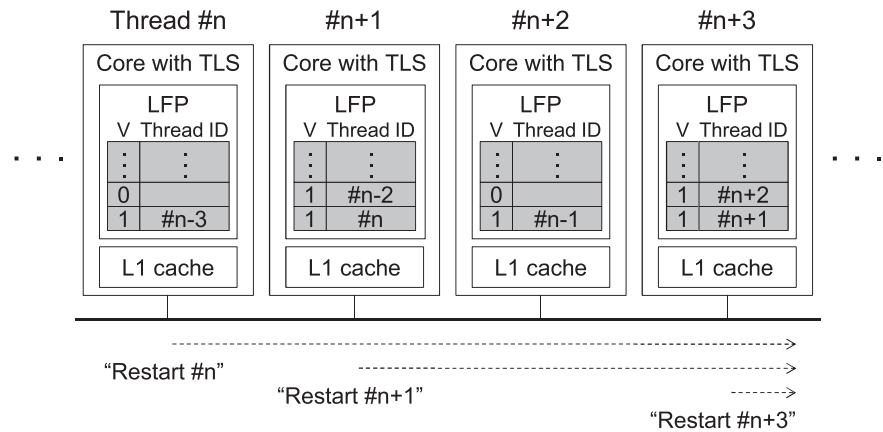 Thread #n #n+1 #n+2 #n+3
Core with TLS Core with TLS Core with TLS Core with TLS
LFP LFP LFP LFP
V Thread ID V Thread ID V Thread ID V Thread ID
0 1 #n-2 0 1 #n+2
1 #n-3 1 #n 1 #n-1 1 #n+1
L1 cache L1 cache L1 cache L1 cache
“Restart #n”
“Restart #n+1”
“Restart #n+3”